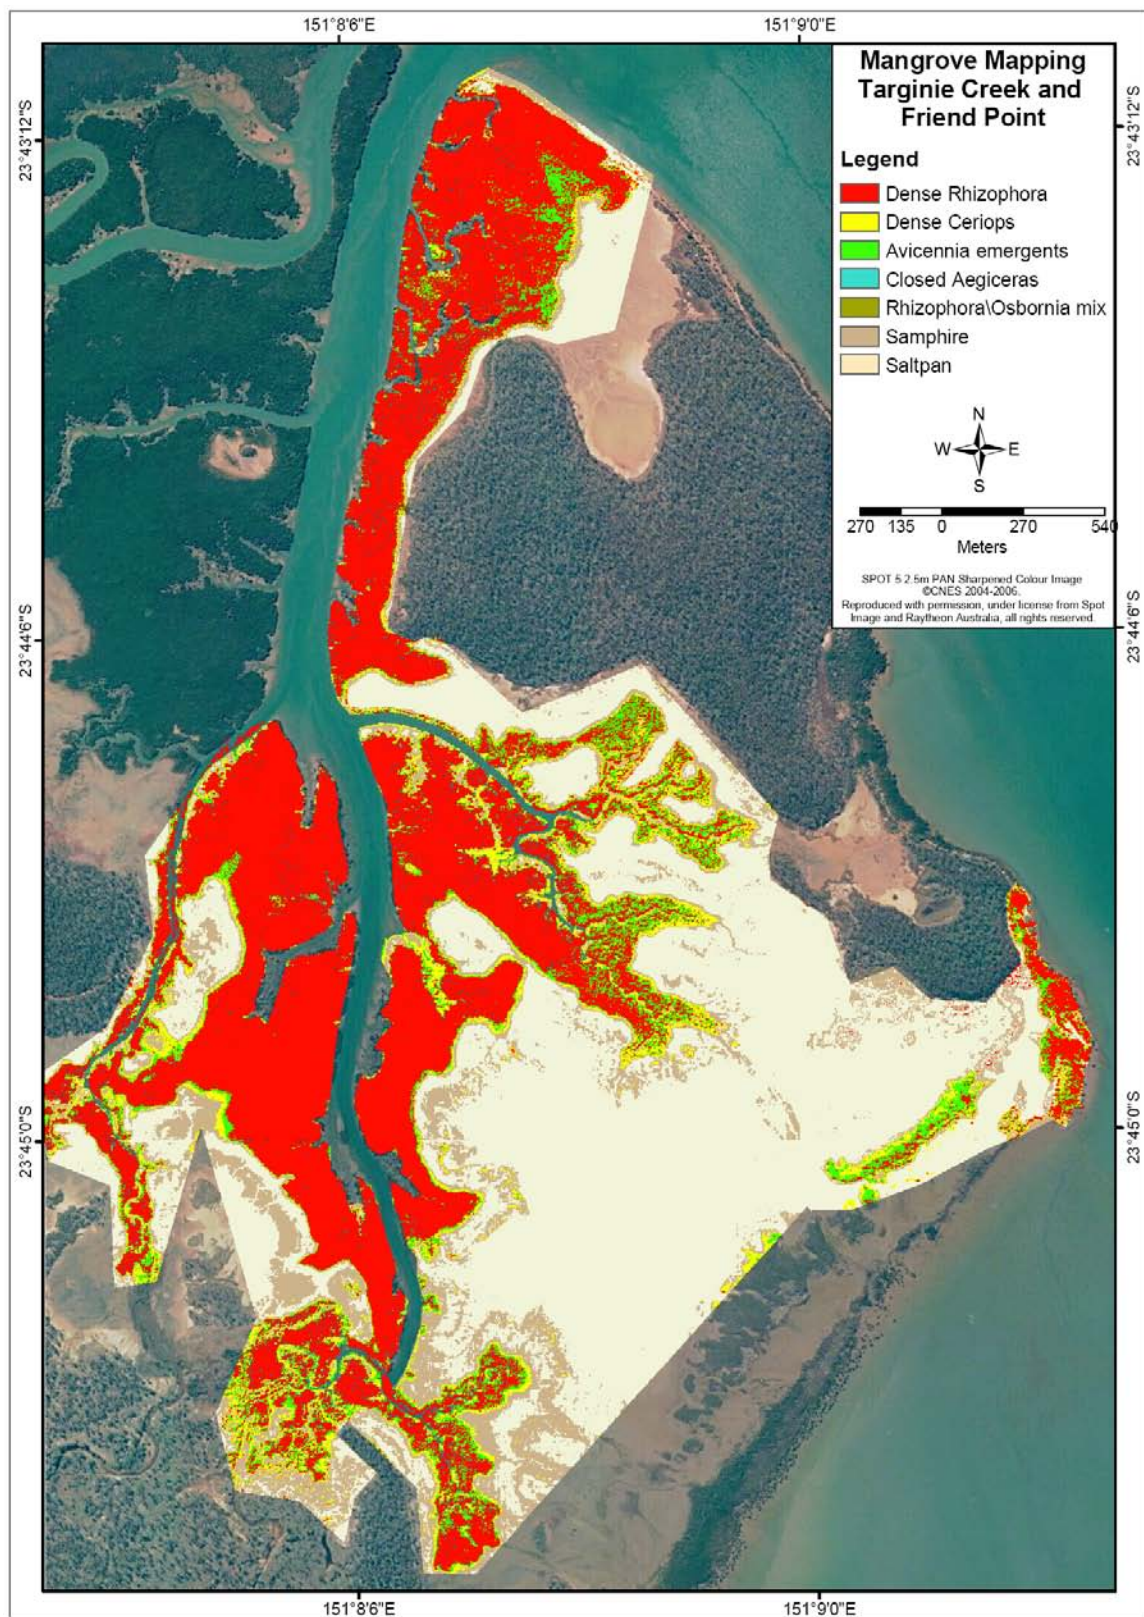 151°8'6"E
151°9'0"E
Mangrove Mapping
Targinie Creek and
Friend Point
23°43'12"S
23°43'12"S
Legend
Dense Rhizophora
Dense Ceriops
Avicennia emergents
Closed Aegiceras
Rhizophora\Osbornia mix
Samphire
Saltpan
N
W
E
S
270 135 0 270 540
Meters
SPOT 5 2.5m PAN Sharpened Colour Image
©CNES 2004-2006.
Reproduced with permission, under license from Spot
Image and Raytheon Australia, all rights reserved.
23°44'6"S
23°44'6"S
23°45'0"S
23°45'0"S
151°8'6"E
151°9'0"E